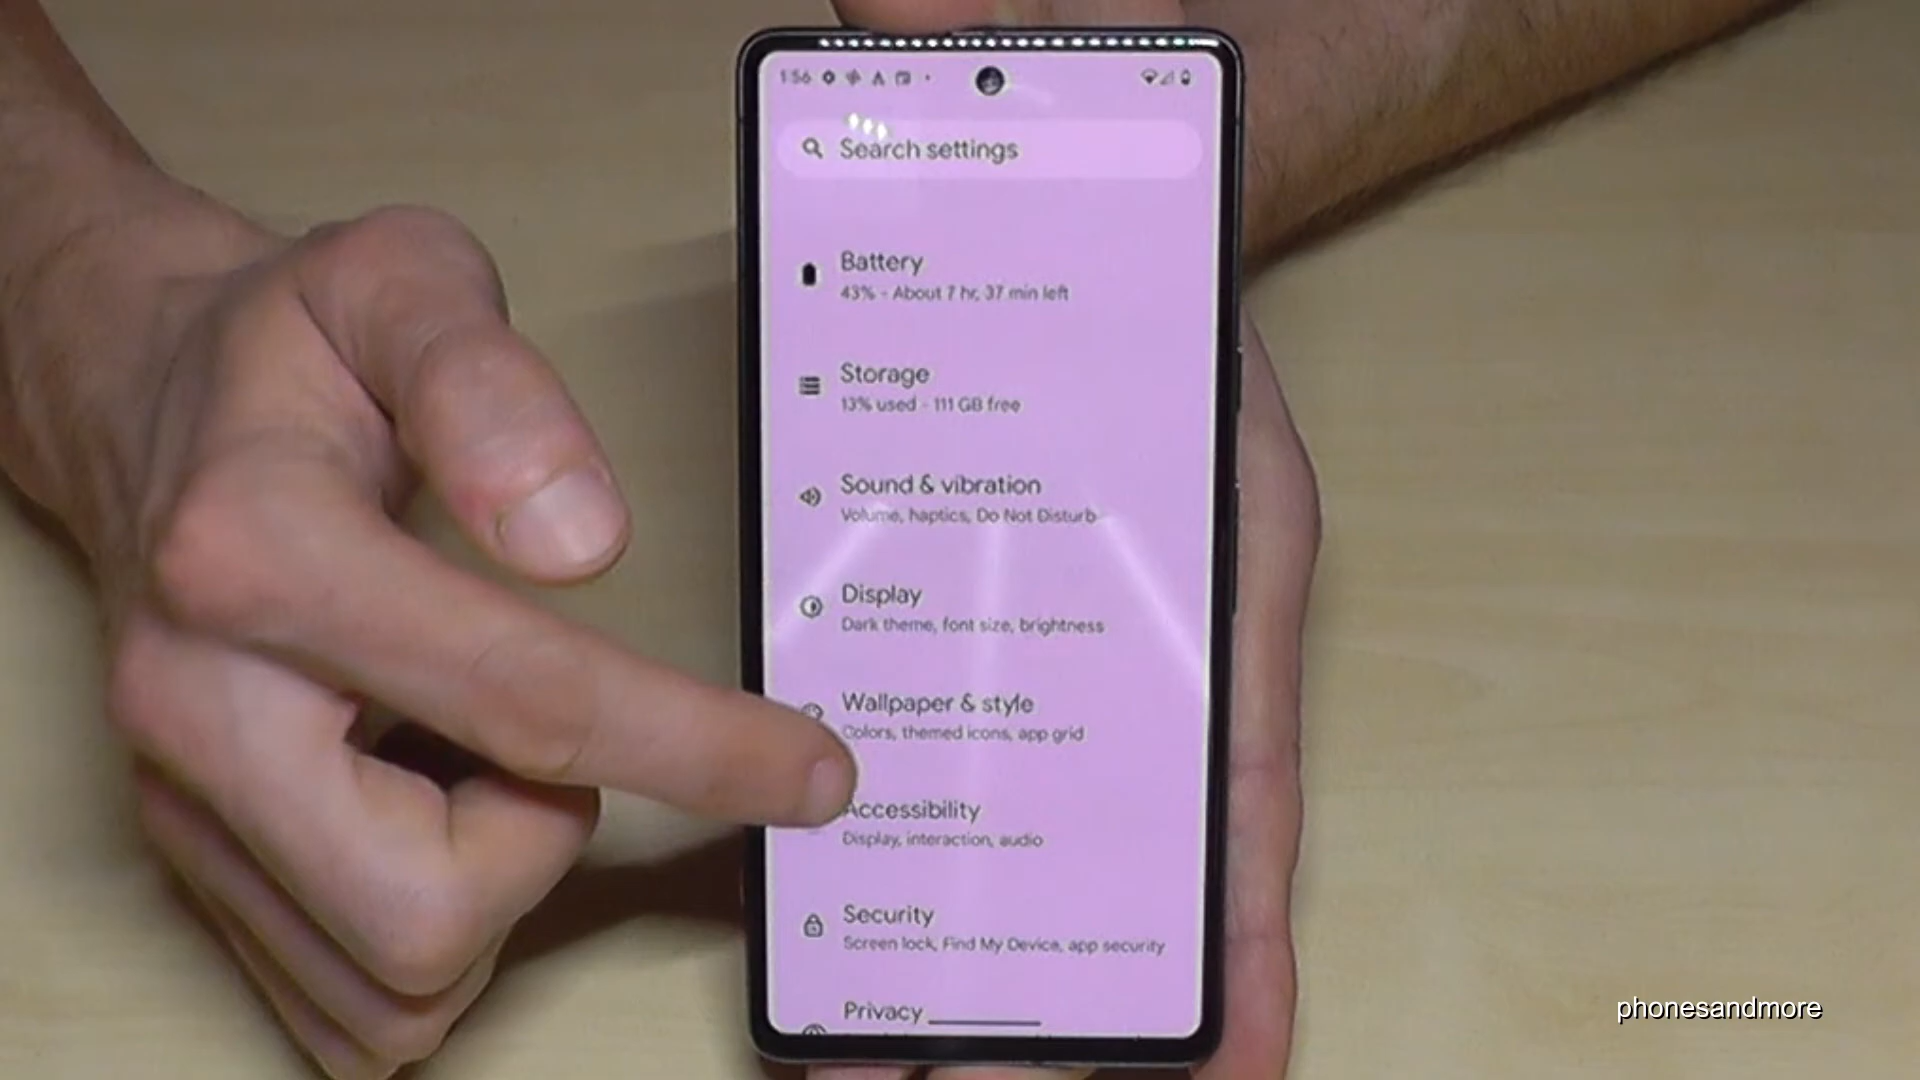 1:56
Search settings
Battery
43% - About 7 hr, 37 min left
Storage
13% used - 111 GB free
Sound & vibration
Volume, haptics, Do Not Disturb
Display
Dark theme, font size, brightness
Wallpaper & style
Colors, themed icons, app grid
Accessibility
Display, interaction, audio
Security
Screen lock, Find My Device, app security
Privacy
phonesandmore